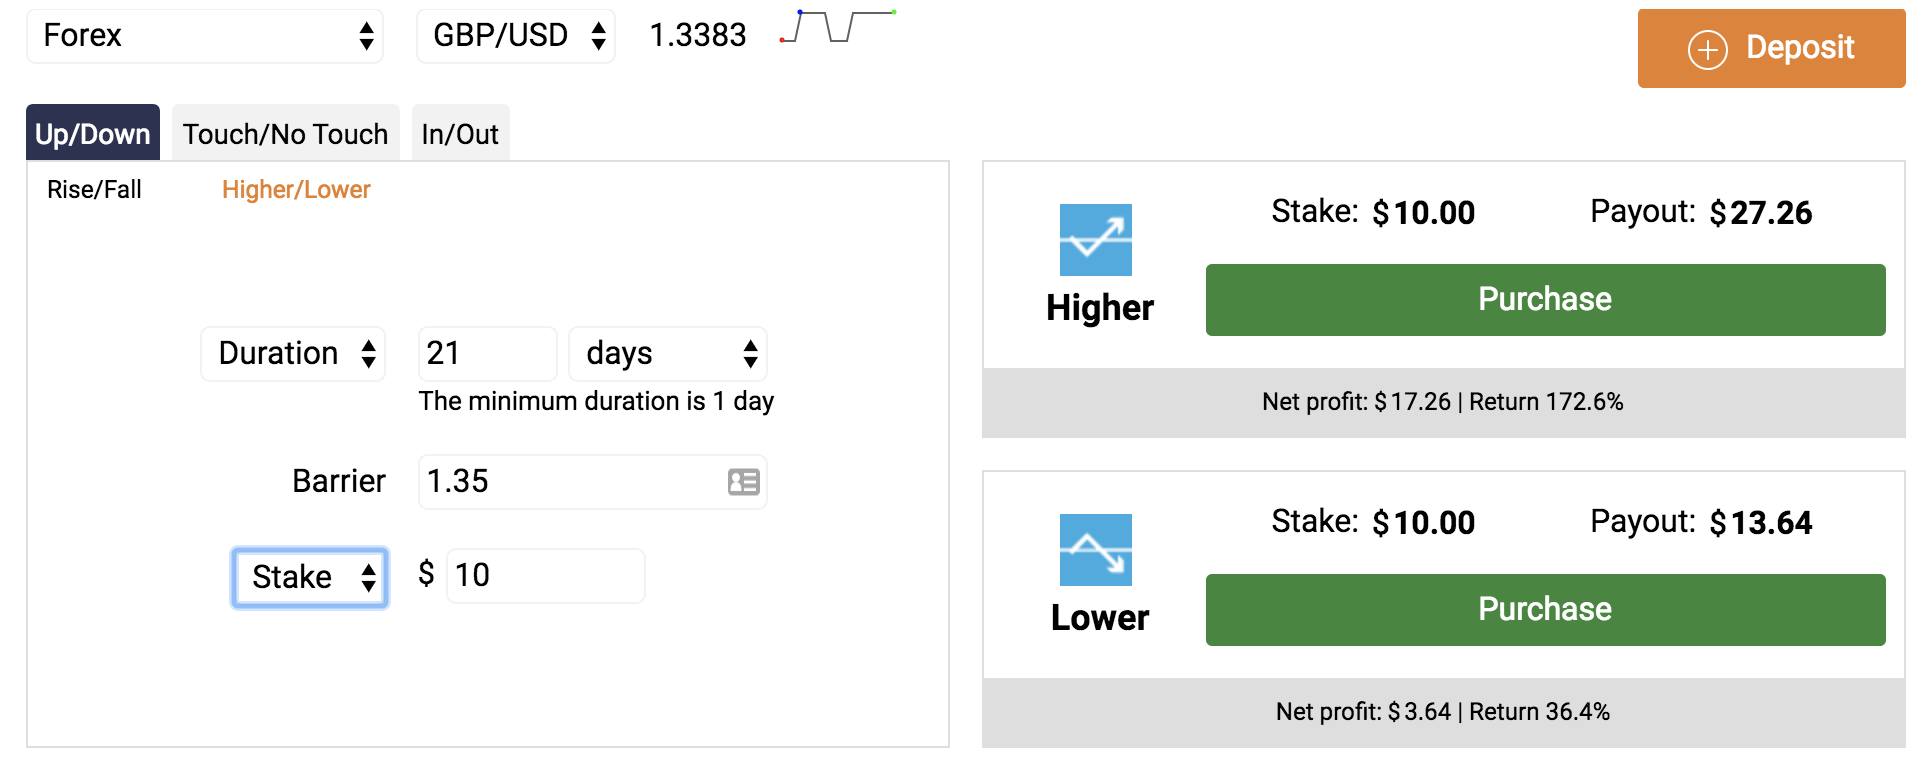 Forex GBP/USD 1.3383
Deposit
Up/Down Touch/No Touch In/Out
Rise/Fall Higher/Lower
Duration 21 days
The minimum duration is 1 day
Barrier 1.35
Stake $ 10
Stake: $10.00 Payout: $27.26
Higher
Purchase
Net profit: $17.26 | Return 172.6%
Stake: $10.00 Payout: $13.64
Lower
Purchase
Net profit: $3.64 | Return 36.4%